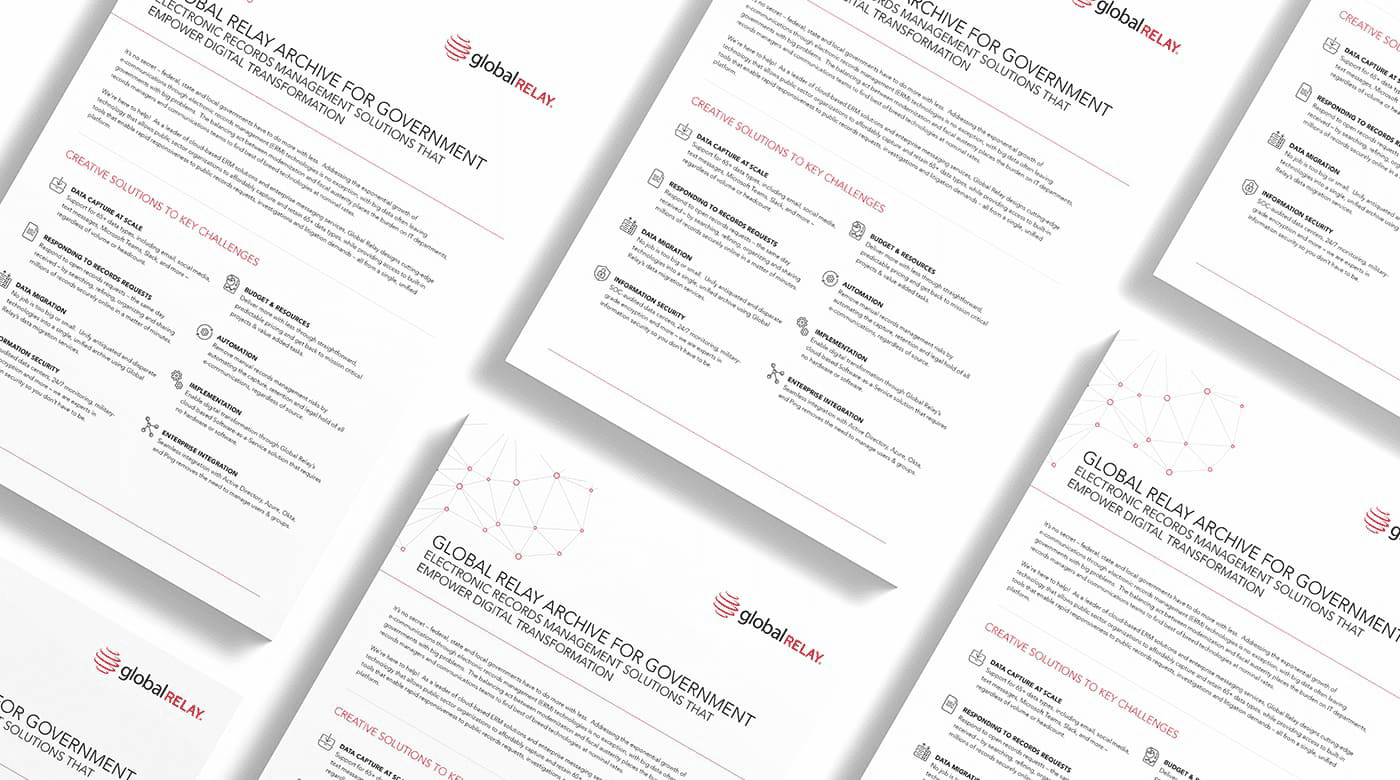 GLOBAL RELAY ARCHIVE FOR GOVERNMENT
ELECTRONIC RECORDS MANAGEMENT SOLUTIONS THAT
EMPOWER DIGITAL TRANSFORMATION
globalRELAY.
It's no secret – federal, state and local governments have to do more with less. Addressing the exponential growth of
e-communications through electronic records management (ERM) technologies is no exception, with big data often leaving
governments with big problems. The balancing act between modernization and fiscal austerity places the burden on IT departments,
records managers and communications teams to find best of breed technologies at nominal rates.
We're here to help! As a leader of cloud-based ERM solutions and enterprise messaging services, Global Relay designs cutting-edge
technology that allows public sector organizations to affordably capture and retain 65+ data types, while providing access to built-in
tools that enable rapid responsiveness to public records requests, investigations and litigation demands – all from a single, unified
platform.
CREATIVE SOLUTIONS TO KEY CHALLENGES
DATA CAPTURE AT SCALE
Support for 65+ data types, including email, social media,
text messages, Microsoft Teams, Slack, and more –
regardless of volume or headcount.
RESPONDING TO RECORDS REQUESTS
Respond to open records requests – the same day
received – by searching, refining, organizing and sharing
millions of records securely online in a matter of minutes.
DATA MIGRATION
No job is too big or small. Unify antiquated and disparate
technologies into a single, unified archive using Global
Relay's data migration services.
INFORMATION SECURITY
SOC audited data centers, 24/7 monitoring, military-
grade encryption and more – we are experts in
information security so you don't have to be.
BUDGET & RESOURCES
Deliver more with less through straightforward,
predictable pricing and get back to mission critical
projects & value added tasks.
AUTOMATION
Remove manual records management risks by
automating the capture, retention and legal hold of all
e-communications, regardless of source.
IMPLEMENTATION
Enable digital transformation through Global Relay's
cloud based Software-as-a-Service solution that requires
no hardware or software.
ENTERPRISE INTEGRATION
Seamless integration with Active Directory, Azure, Okta,
and Ping removes the need to manage users & groups.